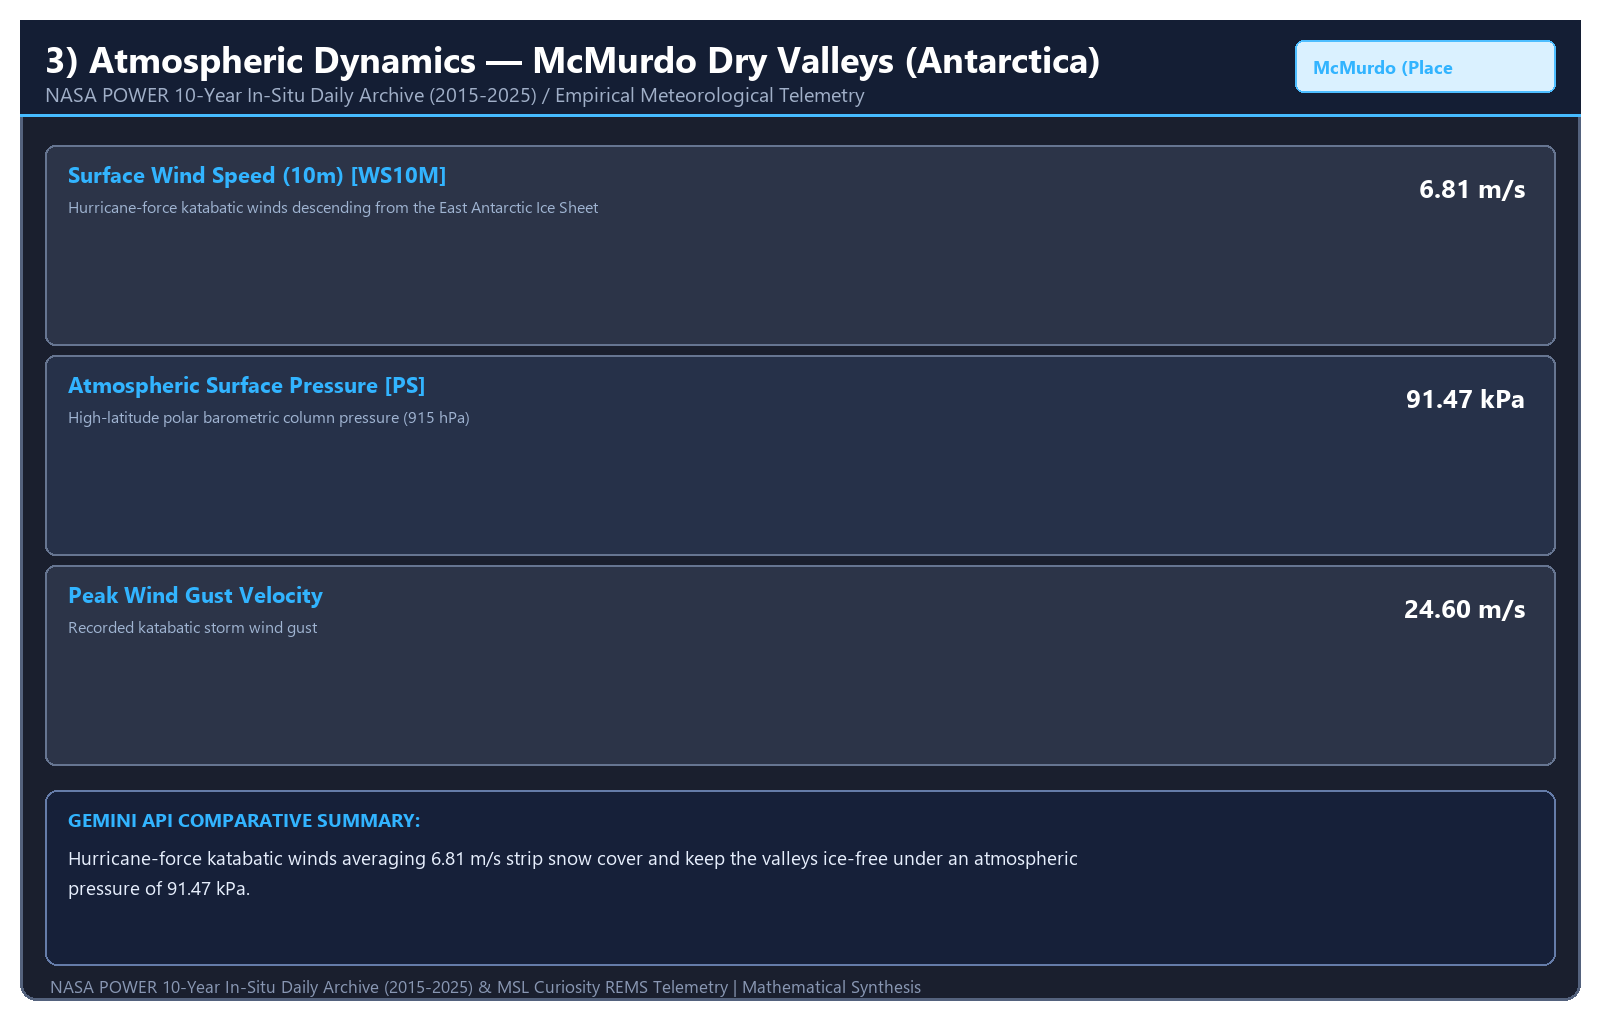 3) Atmospheric Dynamics — McMurdo Dry Valleys (Antarctica)
NASA POWER 10-Year In-Situ Daily Archive (2015-2025) / Empirical Meteorological Telemetry
McMurdo (Place
Surface Wind Speed (10m) [WS10M]
Hurricane-force katabatic winds descending from the East Antarctic Ice Sheet
6.81 m/s
Atmospheric Surface Pressure [PS]
High-latitude polar barometric column pressure (915 hPa)
91.47 kPa
Peak Wind Gust Velocity
Recorded katabatic storm wind gust
24.60 m/s
GEMINI API COMPARATIVE SUMMARY:
Hurricane-force katabatic winds averaging 6.81 m/s strip snow cover and keep the valleys ice-free under an atmospheric
pressure of 91.47 kPa.
NASA POWER 10-Year In-Situ Daily Archive (2015-2025) & MSL Curiosity REMS Telemetry | Mathematical Synthesis